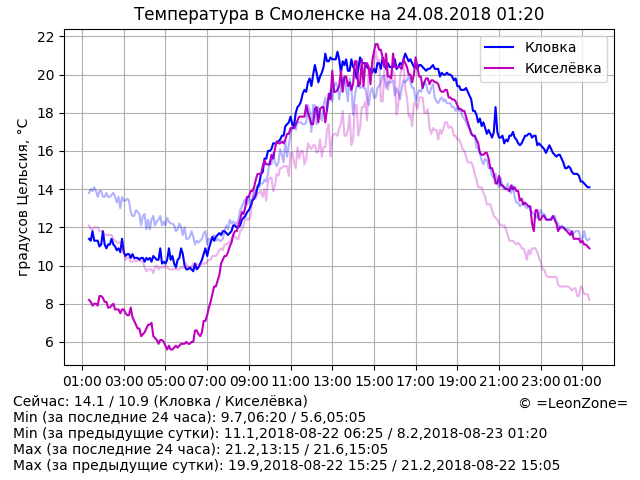 Температура в Смоленске на 24.08.2018 01:20
градусов Цельсия, °C
22
20
18
16
14
12
10
8
6
Кловка
Киселёвка
01:00 03:00 05:00 07:00 09:00 11:00 13:00 15:00 17:00 19:00 21:00 23:00 01:00
Сейчас: 14.1 / 10.9 (Кловка / Киселёвка)
© =LeonZone=
Min (за последние 24 часа): 9.7,06:20 / 5.6,05:05
Min (за предыдущие сутки): 11.1,2018-08-22 06:25 / 8.2,2018-08-23 01:20
Max (за последние 24 часа): 21.2,13:15 / 21.6,15:05
Max (за предыдущие сутки): 19.9,2018-08-22 15:25 / 21.2,2018-08-22 15:05